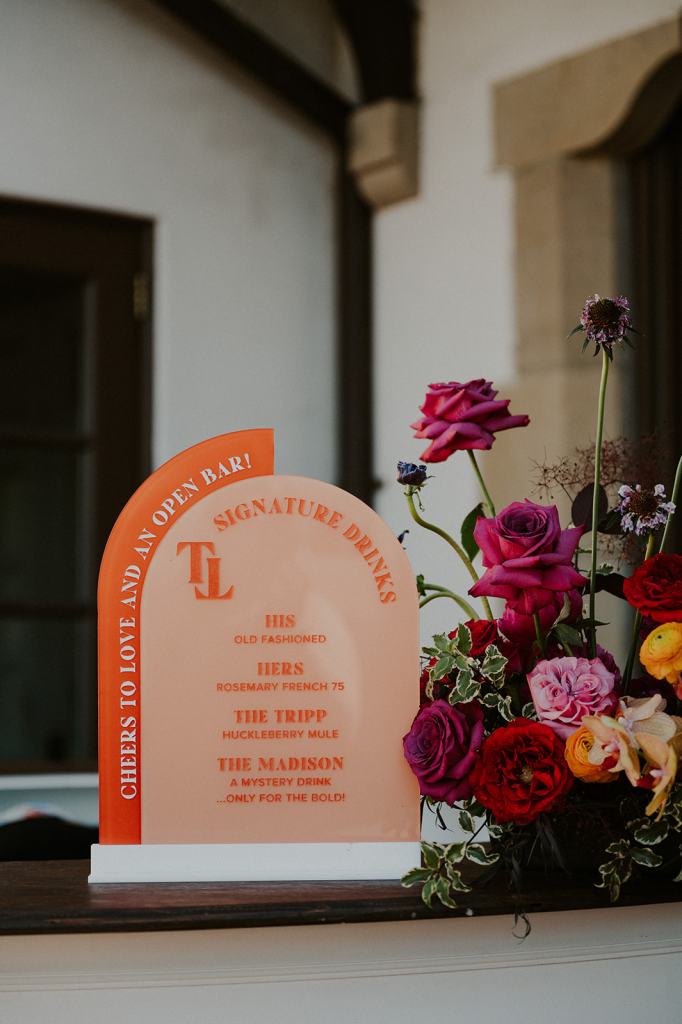 CHEERS TO LOVE AND AN OPEN BAR!
SIGNATURE DRINKS
TL
HIS
OLD FASHIONED
HERS
ROSEMARY FRENCH 75
THE TRIPP
HUCKLEBERRY MULE
THE MADISON
A MYSTERY DRINK
...ONLY FOR THE BOLD!